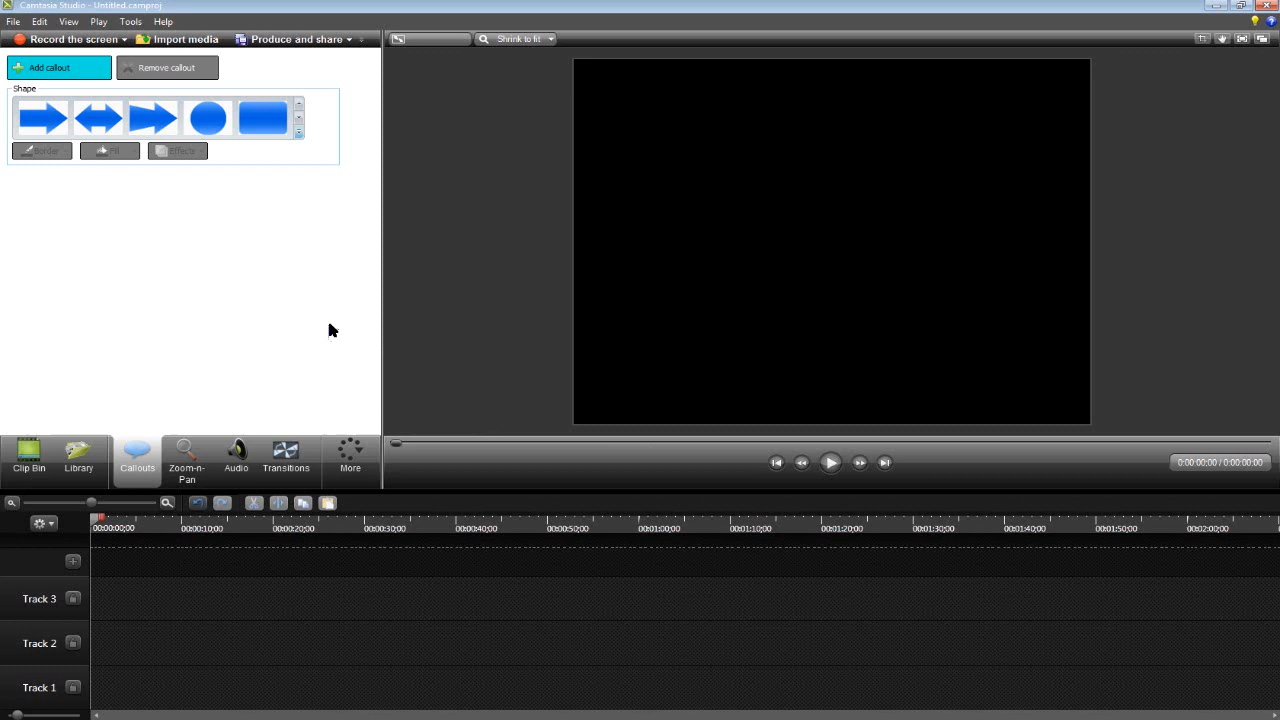 Camtasia Studio - Untitled.camproj
File Edit View Play Tools Help
Record the screen Import media Produce and share Shrink to fit
Add callout Remove callout
Shape
Border Fill Effects
Clip Bin Library Callouts Zoom-n-Pan Audio Transitions More
0:00:00;00 / 0:00:00;00
00:00:00;00 00:00:10;00 00:00:20;00 00:00:30;00 00:00:40;00 00:00:50;00 00:01:00;00 00:01:10;00 00:01:20;00 00:01:30;00 00:01:40;00 00:01:50;00 00:02:00;00
Track 3
Track 2
Track 1